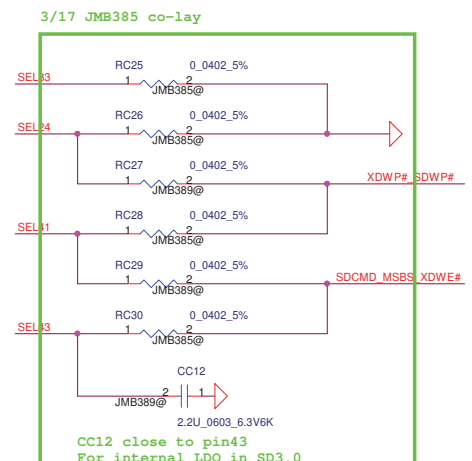 3/17 JMB385 co-lay
RC25 0_0402_5%
SEL33 1 2
JMB385@
RC26 0_0402_5%
SEL24 1 2
JMB385@
RC27 0_0402_5%
1 2 XDWP#_SDWP#
JMB389@
RC28 0_0402_5%
SEL41 1 2
JMB385@
RC29 0_0402_5%
1 2 SDCMD_MSBS_XDWE#
JMB389@
RC30 0_0402_5%
SEL43 1 2
JMB385@
CC12
2 1
JMB389@
2.2U_0603_6.3V6K
CC12 close to pin43
For internal LDO in SD3.0